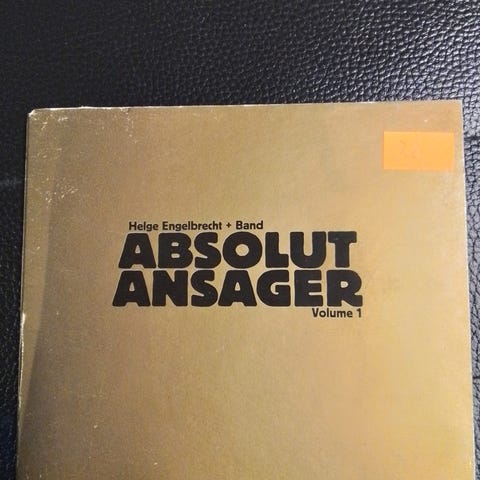 Helge Engelbrecht + Band
ABSOLUT
ANSAGER
Volume 1